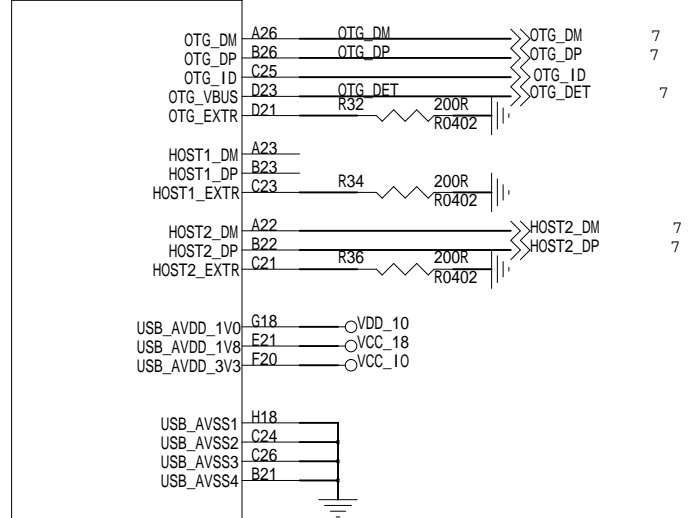 OTG_DM A26 OTG_DM OTG_DM 7
OTG_DP B26 OTG_DP OTG_DP 7
OTG_ID C25 OTG_ID
OTG_VBUS D23 OTG_DET OTG_DET 7
OTG_EXTR D21 R32 200R
R0402
HOST1_DM A23
HOST1_DP B23
HOST1_EXTR C23 R34 200R
R0402
HOST2_DM A22 HOST2_DM 7
HOST2_DP B22 HOST2_DP 7
HOST2_EXTR C21 R36 200R
R0402
USB_AVDD_1V0 G18 VDD_10
USB_AVDD_1V8 E21 VCC_18
USB_AVDD_3V3 F20 VCC_IO
USB_AVSS1 H18
USB_AVSS2 C24
USB_AVSS3 C26
USB_AVSS4 B21